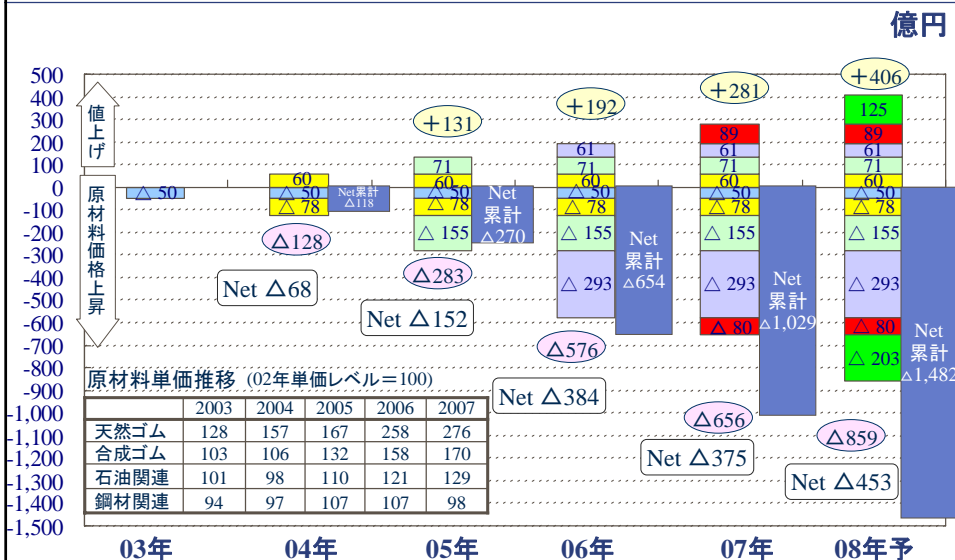 億円
500
400
300
200
100
0
-100
-200
-300
-400
-500
-600
-700
-800
-900
-1,000
-1,100
-1,200
-1,300
-1,400
-1,500
値上げ
原材料価格上昇
△ 50
60
△ 50
△ 78
Net累計
△118
△128
Net △68
+131
71
60
△ 50
△ 78
△ 155
Net
累計
△270
△283
Net △152
+192
61
71
60
△ 50
△ 78
△ 155
△ 293
Net
累計
△654
△576
Net △384
+281
89
61
71
60
△ 50
△ 78
△ 155
△ 293
△ 80
Net
累計
△1,029
△656
Net △375
+406
125
89
61
71
60
△ 50
△ 78
△ 155
△ 293
△ 80
△ 203
Net
累計
△1,482
△859
Net △453
原材料単価推移 (02年単価レベル=100)
2003 2004 2005 2006 2007
天然ゴム 128 157 167 258 276
合成ゴム 103 106 132 158 170
石油関連 101 98 110 121 129
鋼材関連 94 97 107 107 98
03年 04年 05年 06年 07年 08年予